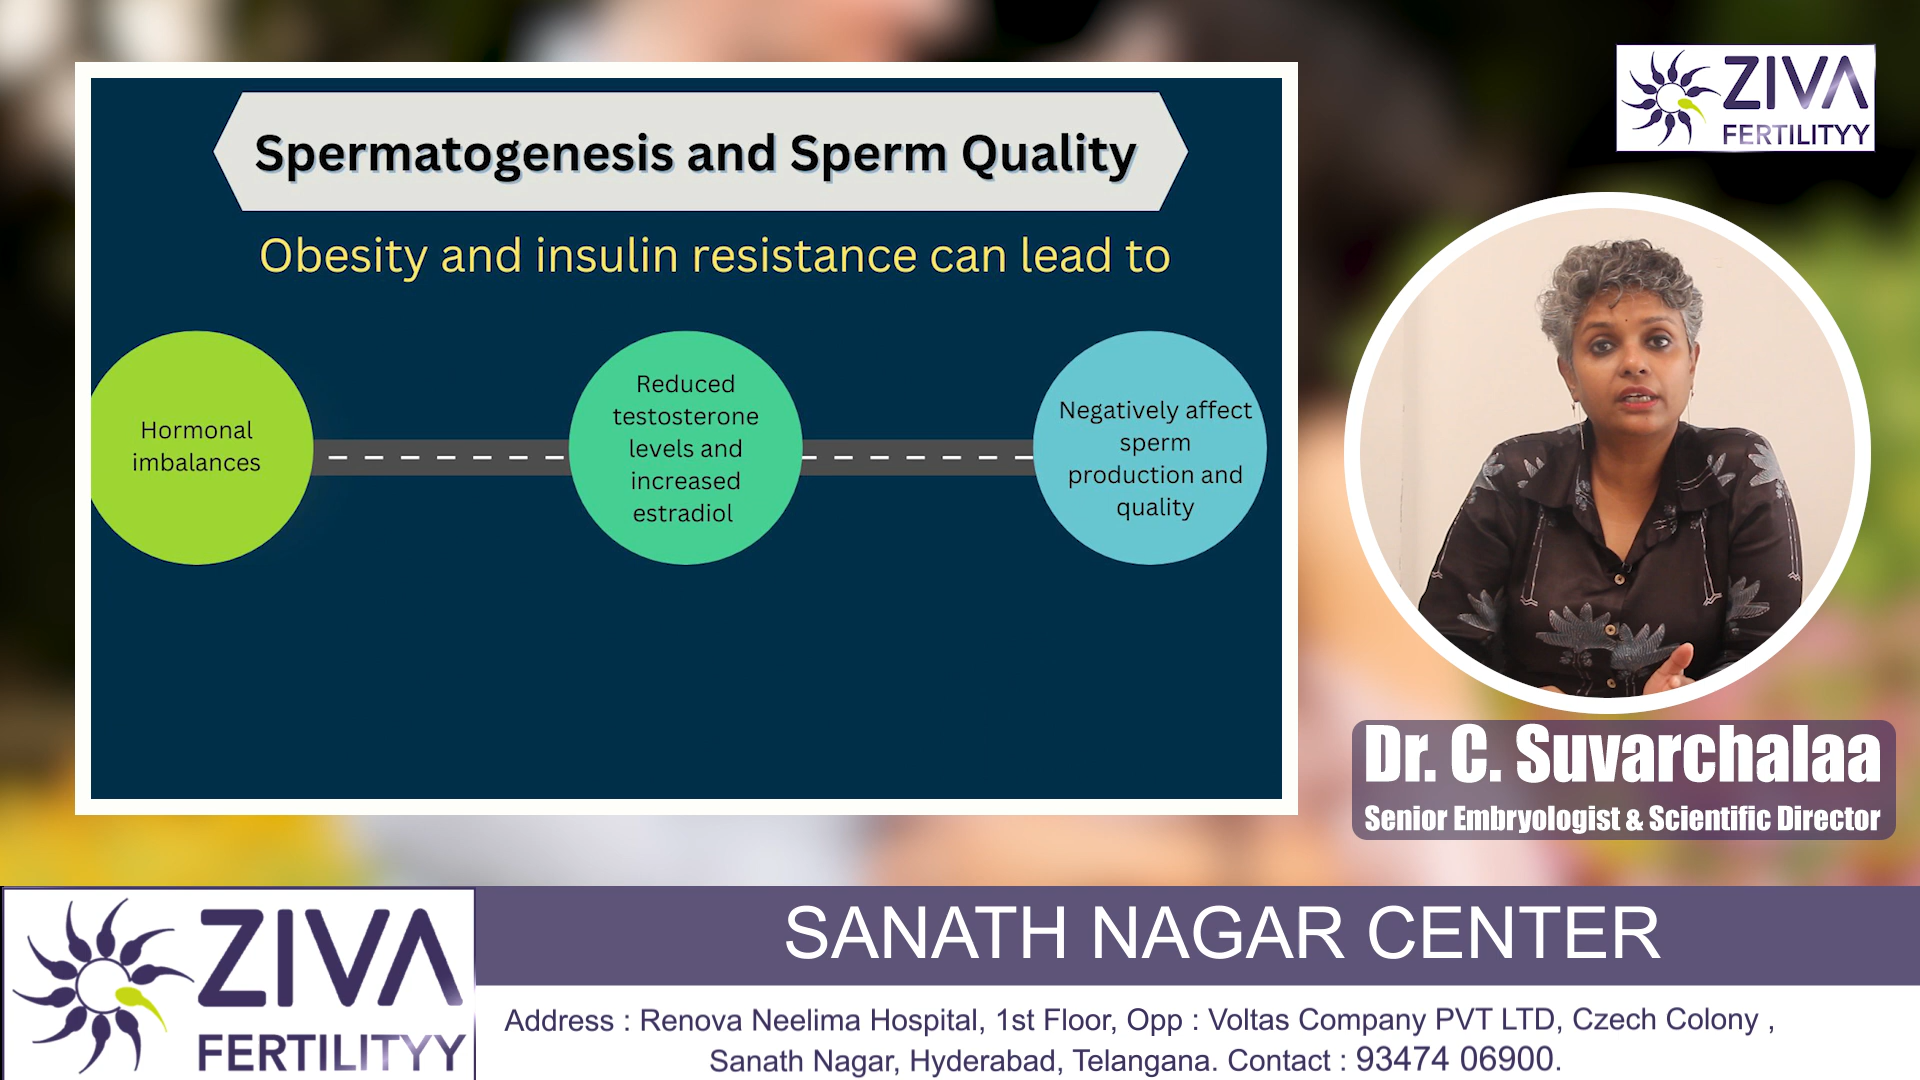 Spermatogenesis and Sperm Quality
Obesity and insulin resistance can lead to
Hormonal
imbalances
Reduced
testosterone
levels and
increased
estradiol
Negatively affect
sperm
production and
quality
ZIVA
FERTILITYY
Dr. C. Suvarchalaa
Senior Embryologist & Scientific Director
ZIVA
FERTILITYY
SANATH NAGAR CENTER
Address : Renova Neelima Hospital, 1st Floor, Opp : Voltas Company PVT LTD, Czech Colony ,
Sanath Nagar, Hyderabad, Telangana. Contact : 93474 06900.